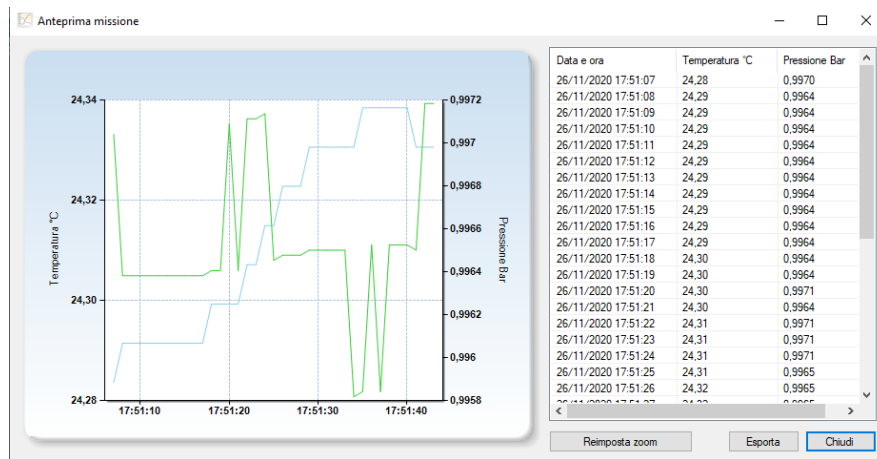 Anteprima missione
24,34
24,32
24,30
24,28
Temperatura °C
0,9972
0,997
0,9968
0,9966
0,9964
0,9962
0,996
0,9958
Pressione Bar
17:51:10 17:51:20 17:51:30 17:51:40
Data e ora Temperatura °C Pressione Bar
26/11/2020 17:51:07 24,28 0,9970
26/11/2020 17:51:08 24,29 0,9964
26/11/2020 17:51:09 24,29 0,9964
26/11/2020 17:51:10 24,29 0,9964
26/11/2020 17:51:11 24,29 0,9964
26/11/2020 17:51:12 24,29 0,9964
26/11/2020 17:51:13 24,29 0,9964
26/11/2020 17:51:14 24,29 0,9964
26/11/2020 17:51:15 24,29 0,9964
26/11/2020 17:51:16 24,29 0,9964
26/11/2020 17:51:17 24,29 0,9964
26/11/2020 17:51:18 24,30 0,9964
26/11/2020 17:51:19 24,30 0,9964
26/11/2020 17:51:20 24,30 0,9971
26/11/2020 17:51:21 24,30 0,9964
26/11/2020 17:51:22 24,31 0,9971
26/11/2020 17:51:23 24,31 0,9971
26/11/2020 17:51:24 24,31 0,9971
26/11/2020 17:51:25 24,31 0,9965
26/11/2020 17:51:26 24,32 0,9965
Reimposta zoom Esporta Chiudi